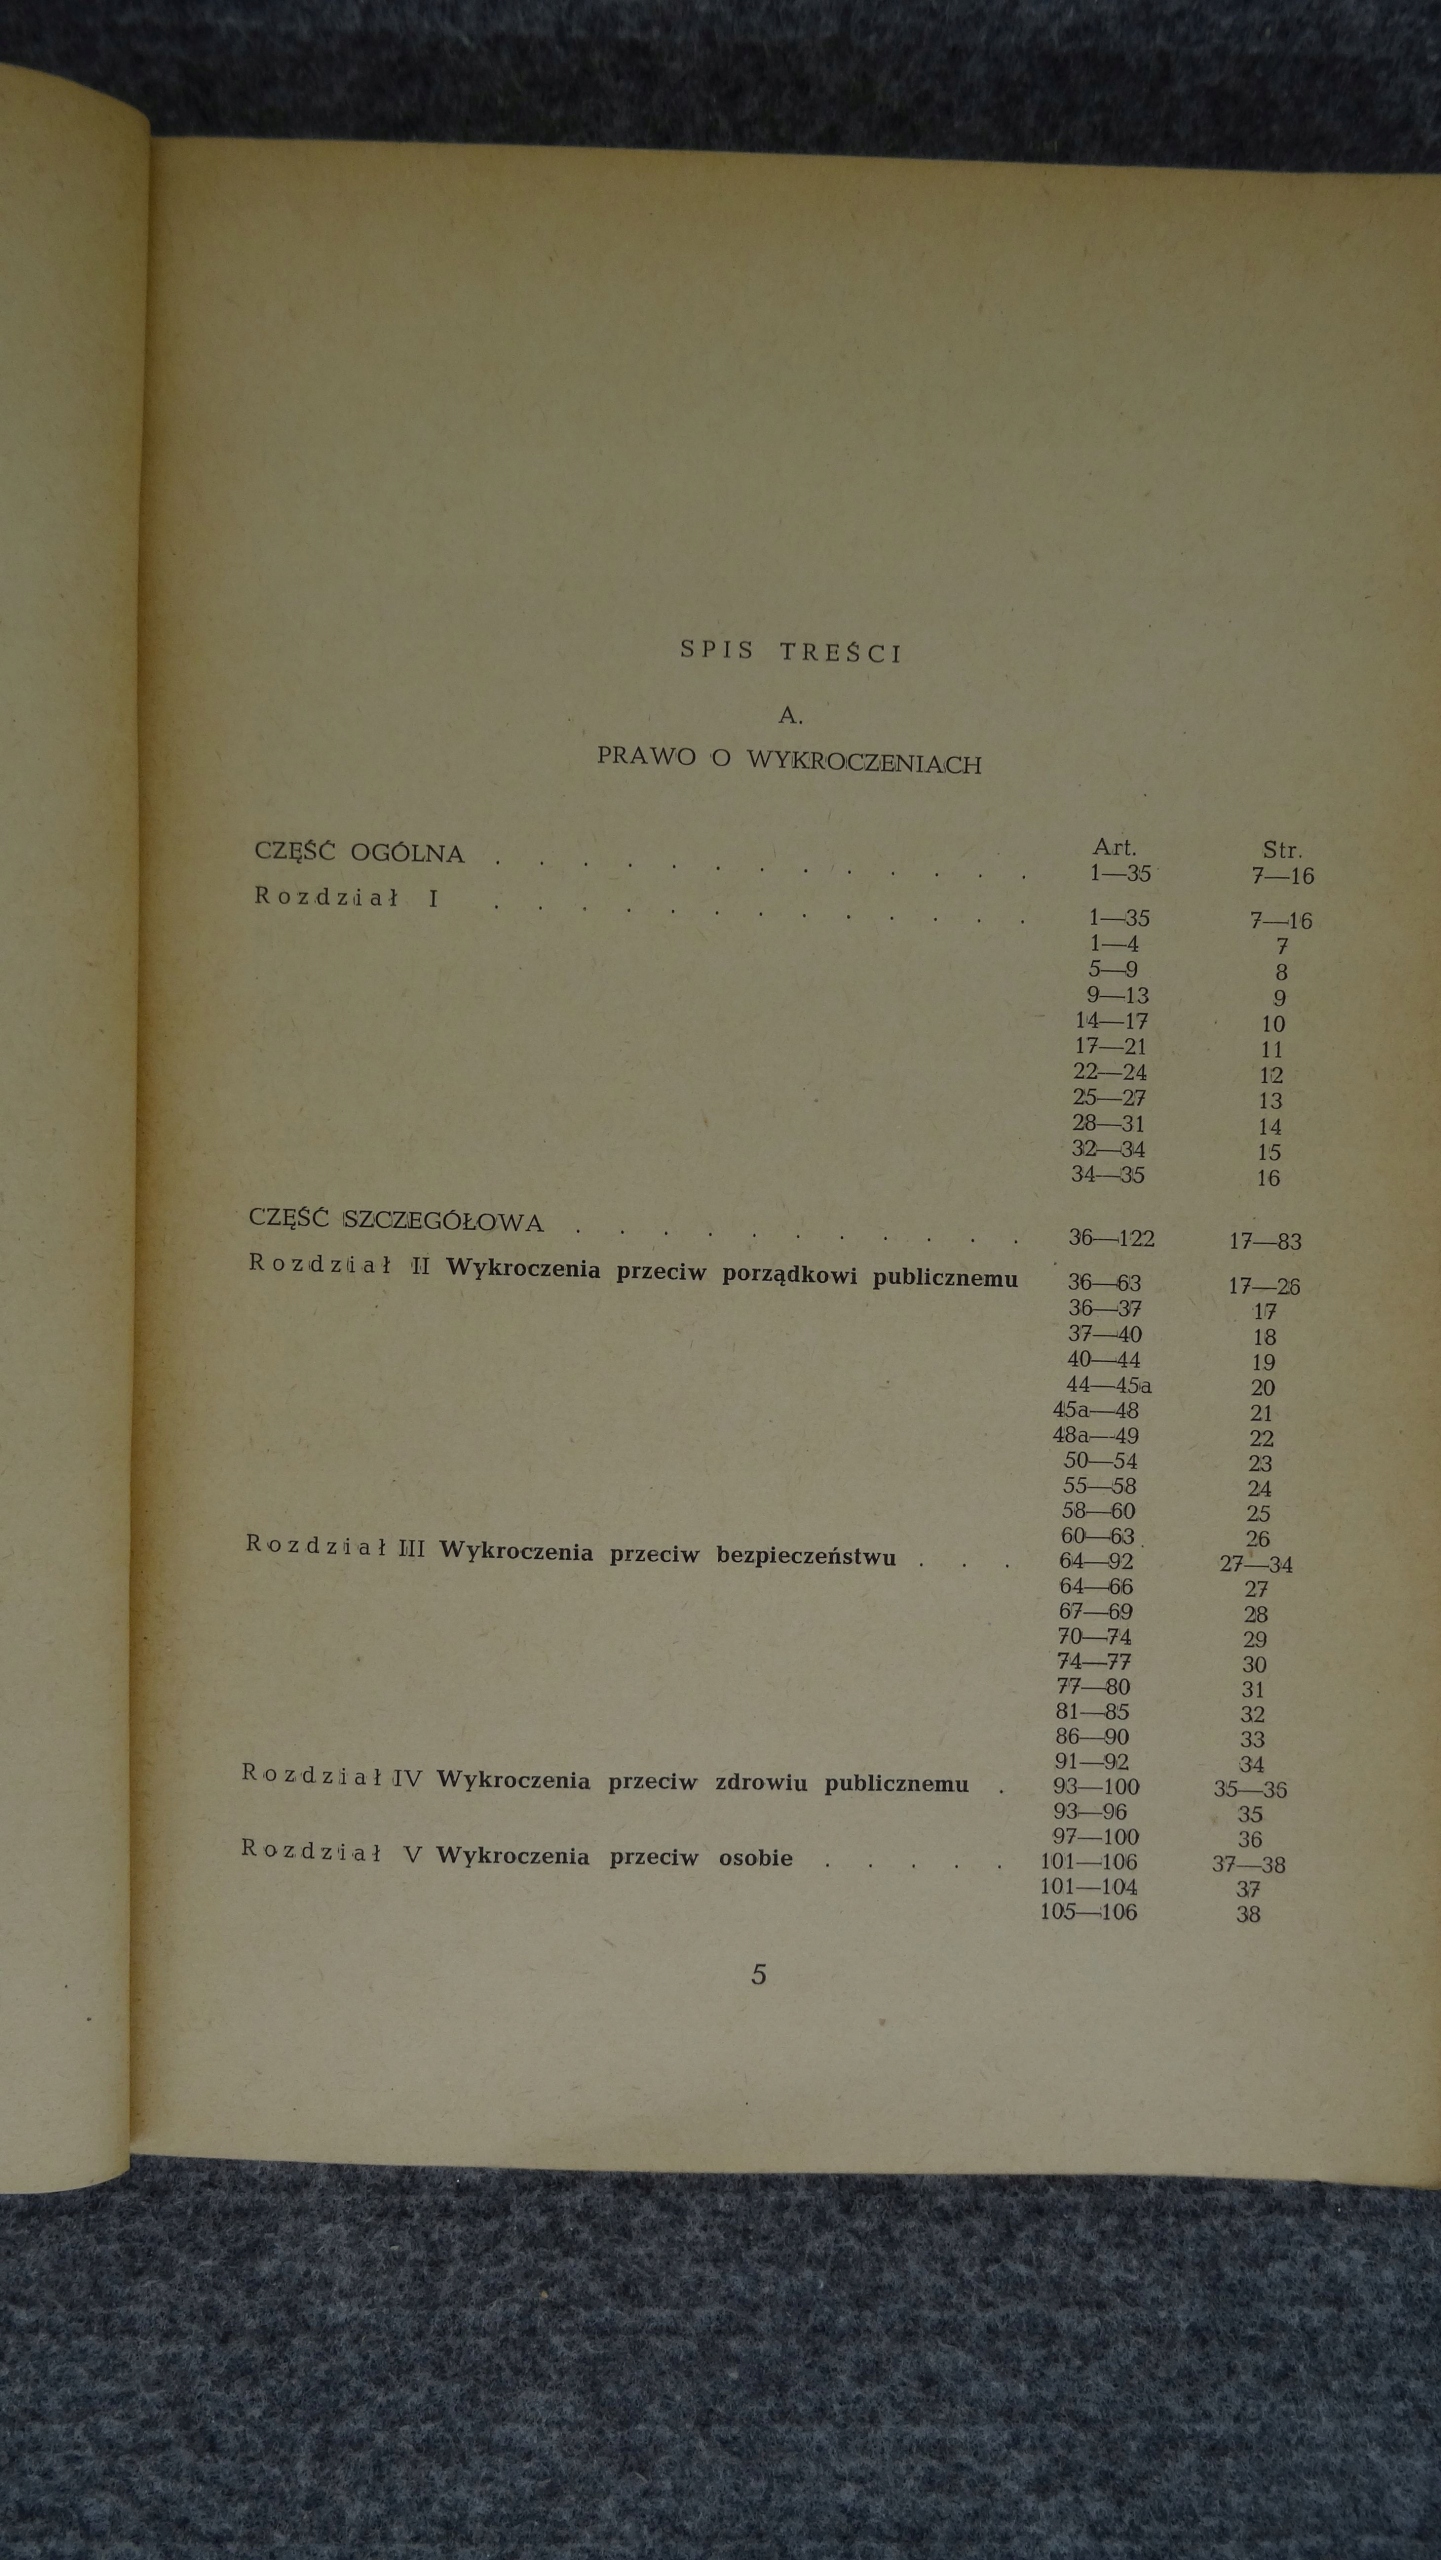 SPIS TREŚCI
A.
PRAWO O WYKROCZENIACH
Art. Str.
CZĘŚĆ OGÓLNA . . . . . . . . . . . . . 1—35 7—16
Rozdział I . . . . . . . . . . . . . 1—35 7—16
1—4 7
5—9 8
9—13 9
14—17 10
17—21 11
22—24 12
25—27 13
28—31 14
32—34 15
34—35 16
CZĘŚĆ SZCZEGÓŁOWA . . . . . . . . . . . 36—122 17—83
Rozdział II Wykroczenia przeciw porządkowi publicznemu 36—63 17—26
36—37 17
37—40 18
40—44 19
44—45a 20
45a—48 21
48a—49 22
50—54 23
55—58 24
58—60 25
60—63 26
Rozdział III Wykroczenia przeciw bezpieczeństwu . . . 64—92 27—34
64—66 27
67—69 28
70—74 29
74—77 30
77—80 31
81—85 32
86—90 33
91—92 34
Rozdział IV Wykroczenia przeciw zdrowiu publicznemu . 93—100 35—36
93—96 35
97—100 36
Rozdział V Wykroczenia przeciw osobie . . . . . 101—106 37—38
101—104 37
105—106 38
5